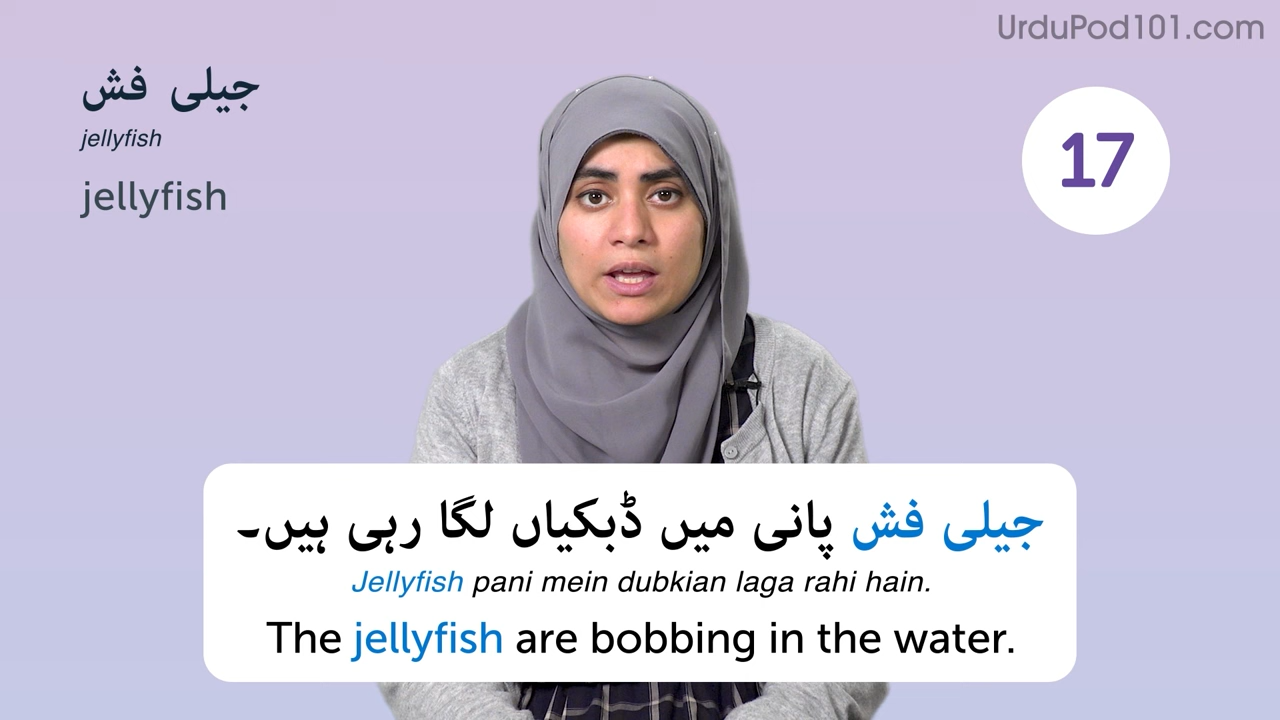 UrduPod101.com
جیلی فش
jellyfish
jellyfish
17
جیلی فش پانی میں ڈبکیاں لگا رہی ہیں۔
Jellyfish pani mein dubkian laga rahi hain.
The jellyfish are bobbing in the water.